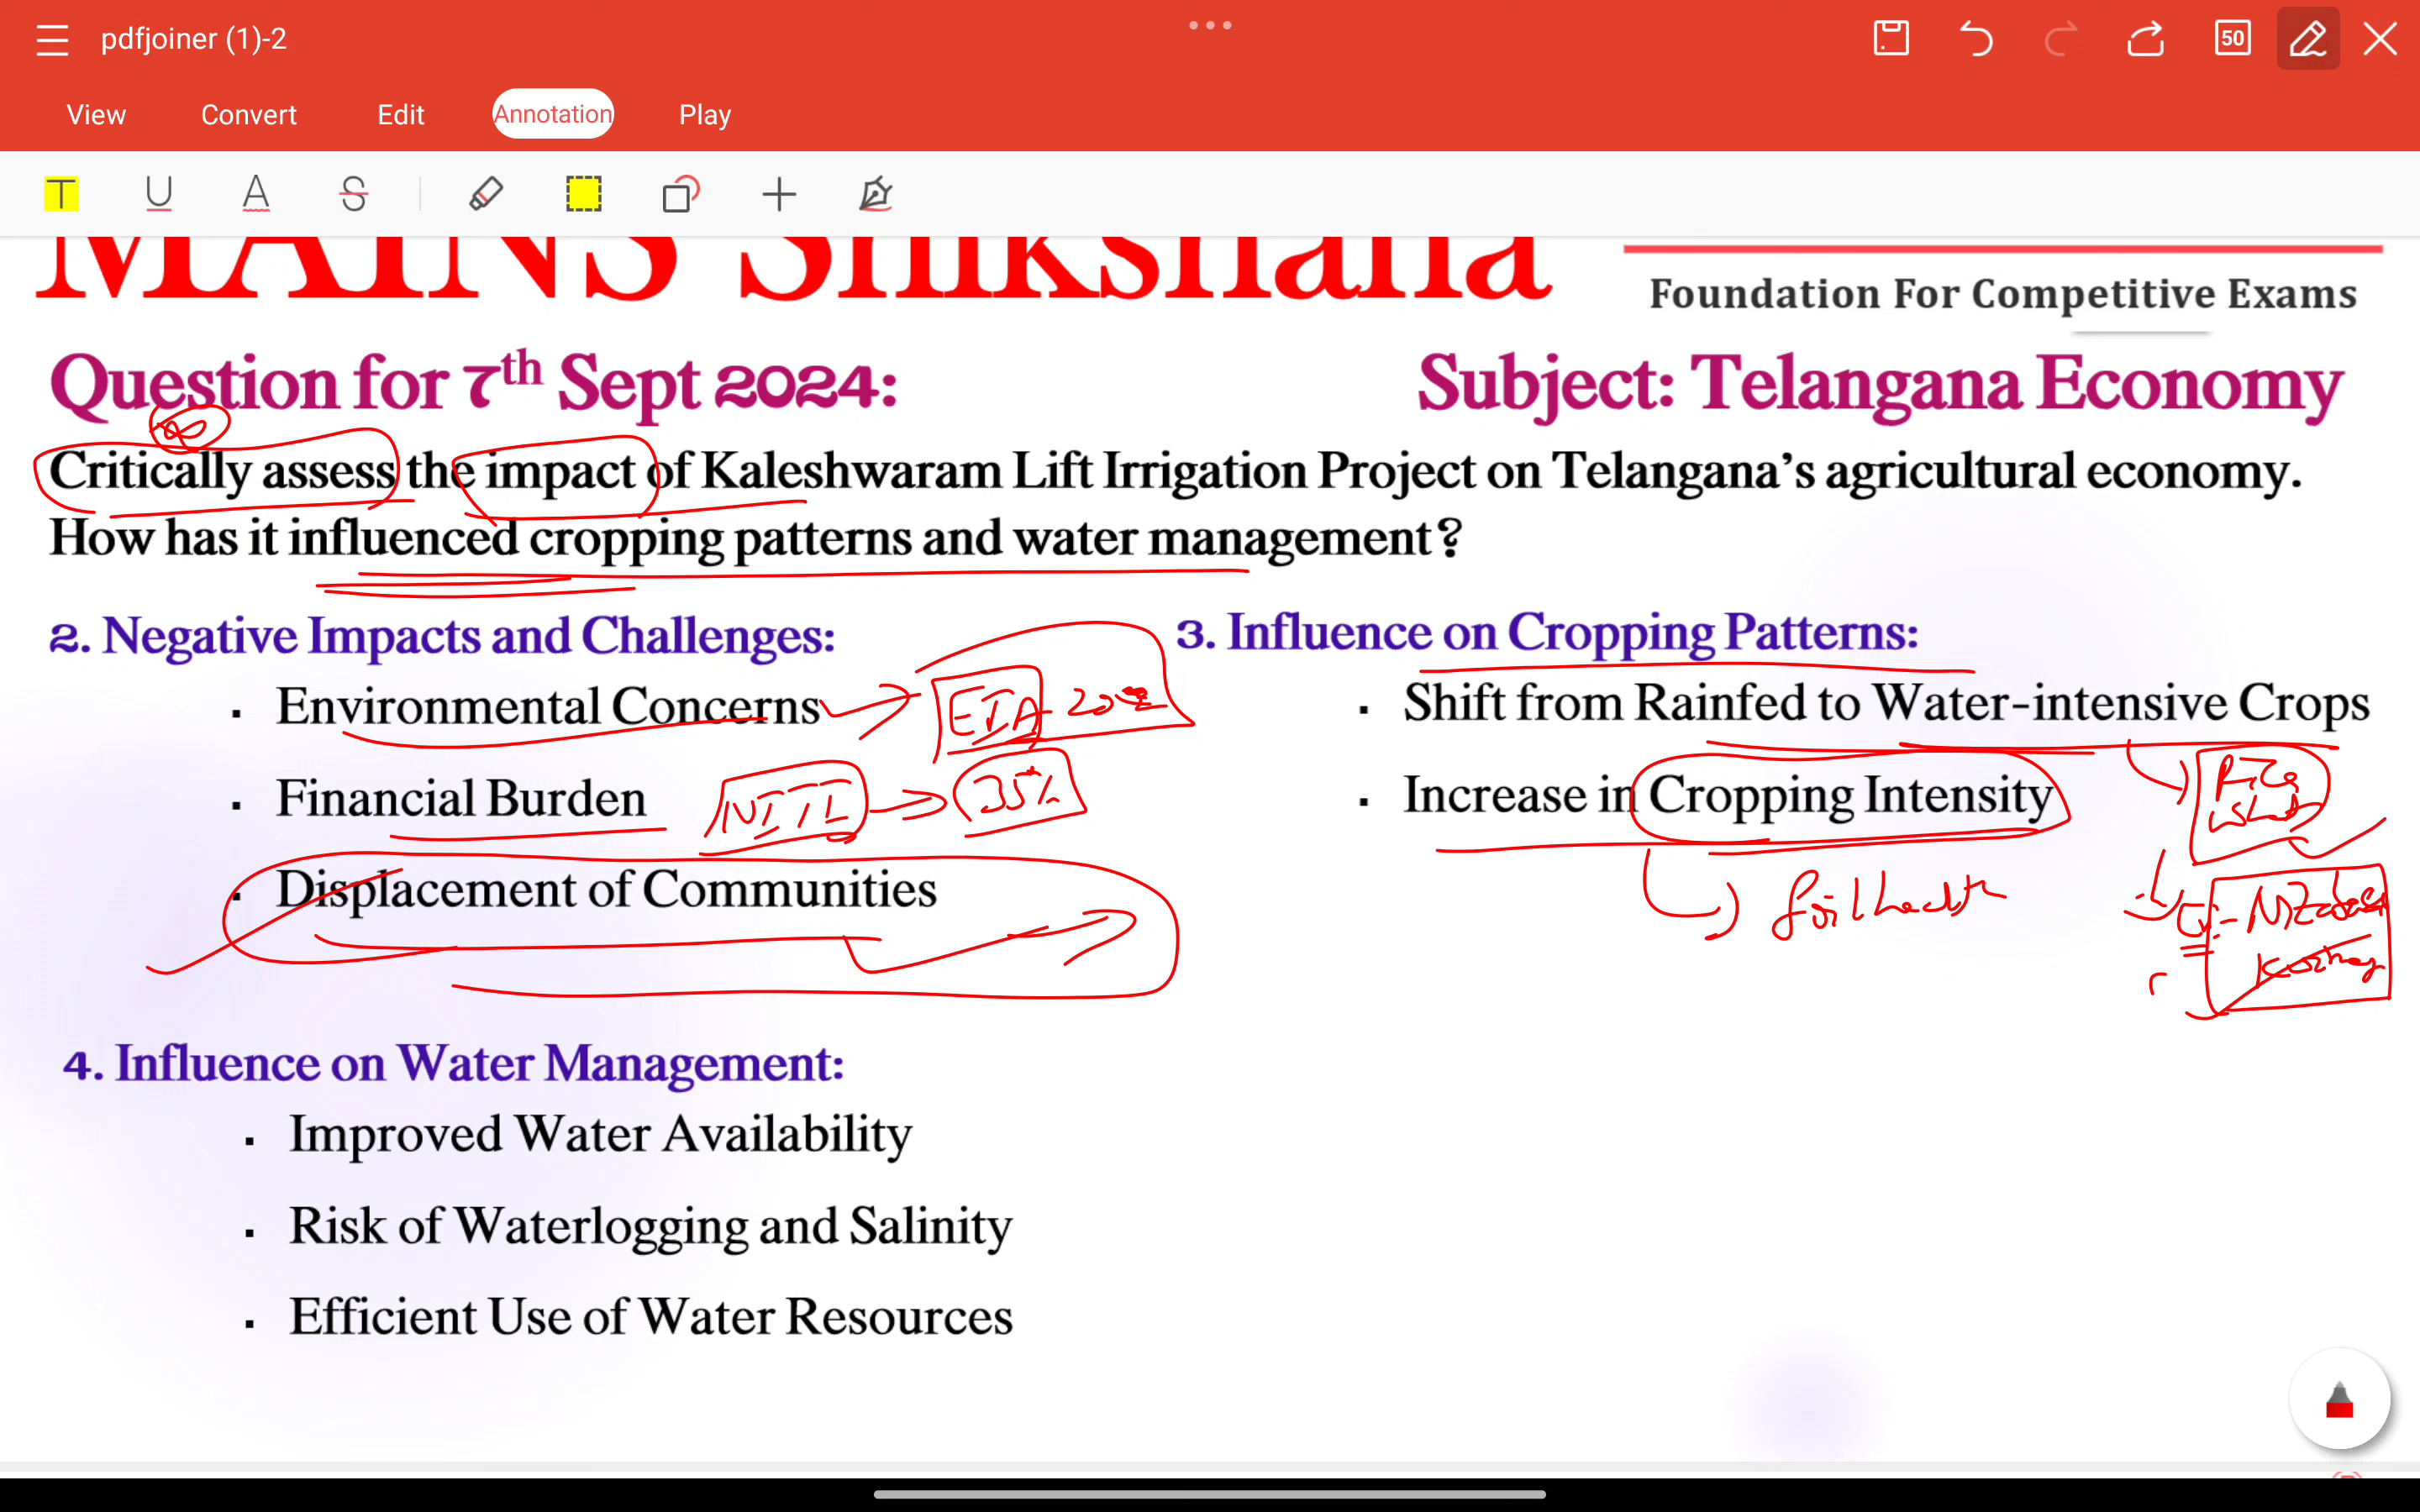 pdfjoiner (1)-2
50
View Convert Edit Annotation Play
T U A S
MAINS Shikshana
Foundation For Competitive Exams
Question for 7th Sept 2024:
Subject: Telangana Economy
Critically assess the impact of Kaleshwaram Lift Irrigation Project on Telangana's agricultural economy.
How has it influenced cropping patterns and water management?
2. Negative Impacts and Challenges:
▪ Environmental Concerns
EIA
▪ Financial Burden
NITI
35%
▪ Displacement of Communities
3. Influence on Cropping Patterns:
▪ Shift from Rainfed to Water-intensive Crops
▪ Increase in Cropping Intensity
4. Influence on Water Management:
▪ Improved Water Availability
▪ Risk of Waterlogging and Salinity
▪ Efficient Use of Water Resources